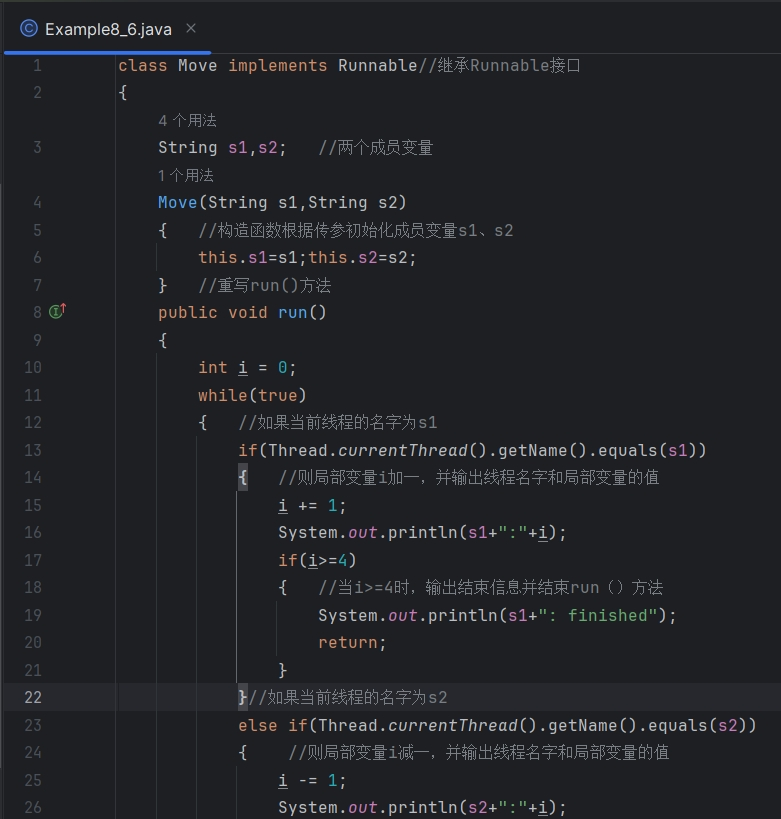 Example8_6.java
1 class Move implements Runnable//继承Runnable接口
2 {
4 个用法
3 String s1,s2;   //两个成员变量
1 个用法
4 Move(String s1,String s2)
5 {   //构造函数根据传参初始化成员变量s1、s2
6 this.s1=s1;this.s2=s2;
7 }   //重写run()方法
8 public void run()
9 {
10 int i = 0;
11 while(true)
12 {   //如果当前线程的名字为s1
13 if(Thread.currentThread().getName().equals(s1))
14 {   //则局部变量i加一，并输出线程名字和局部变量的值
15 i += 1;
16 System.out.println(s1+":"+i);
17 if(i>=4)
18 {   //当i>=4时，输出结束信息并结束run（）方法
19 System.out.println(s1+": finished");
20 return;
21 }
22 }//如果当前线程的名字为s2
23 else if(Thread.currentThread().getName().equals(s2))
24 {    //则局部变量i减一，并输出线程名字和局部变量的值
25 i -= 1;
26 System.out.println(s2+":"+i);